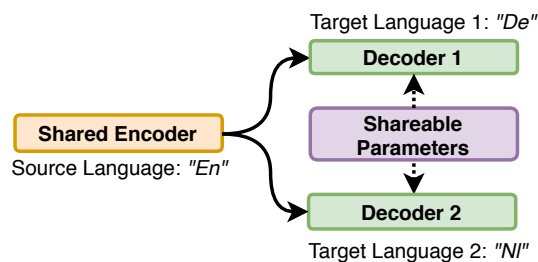 Target Language 1: "De"
Decoder 1
Shared Encoder
Source Language: "En"
Shareable
Parameters
Decoder 2
Target Language 2: "Nl"